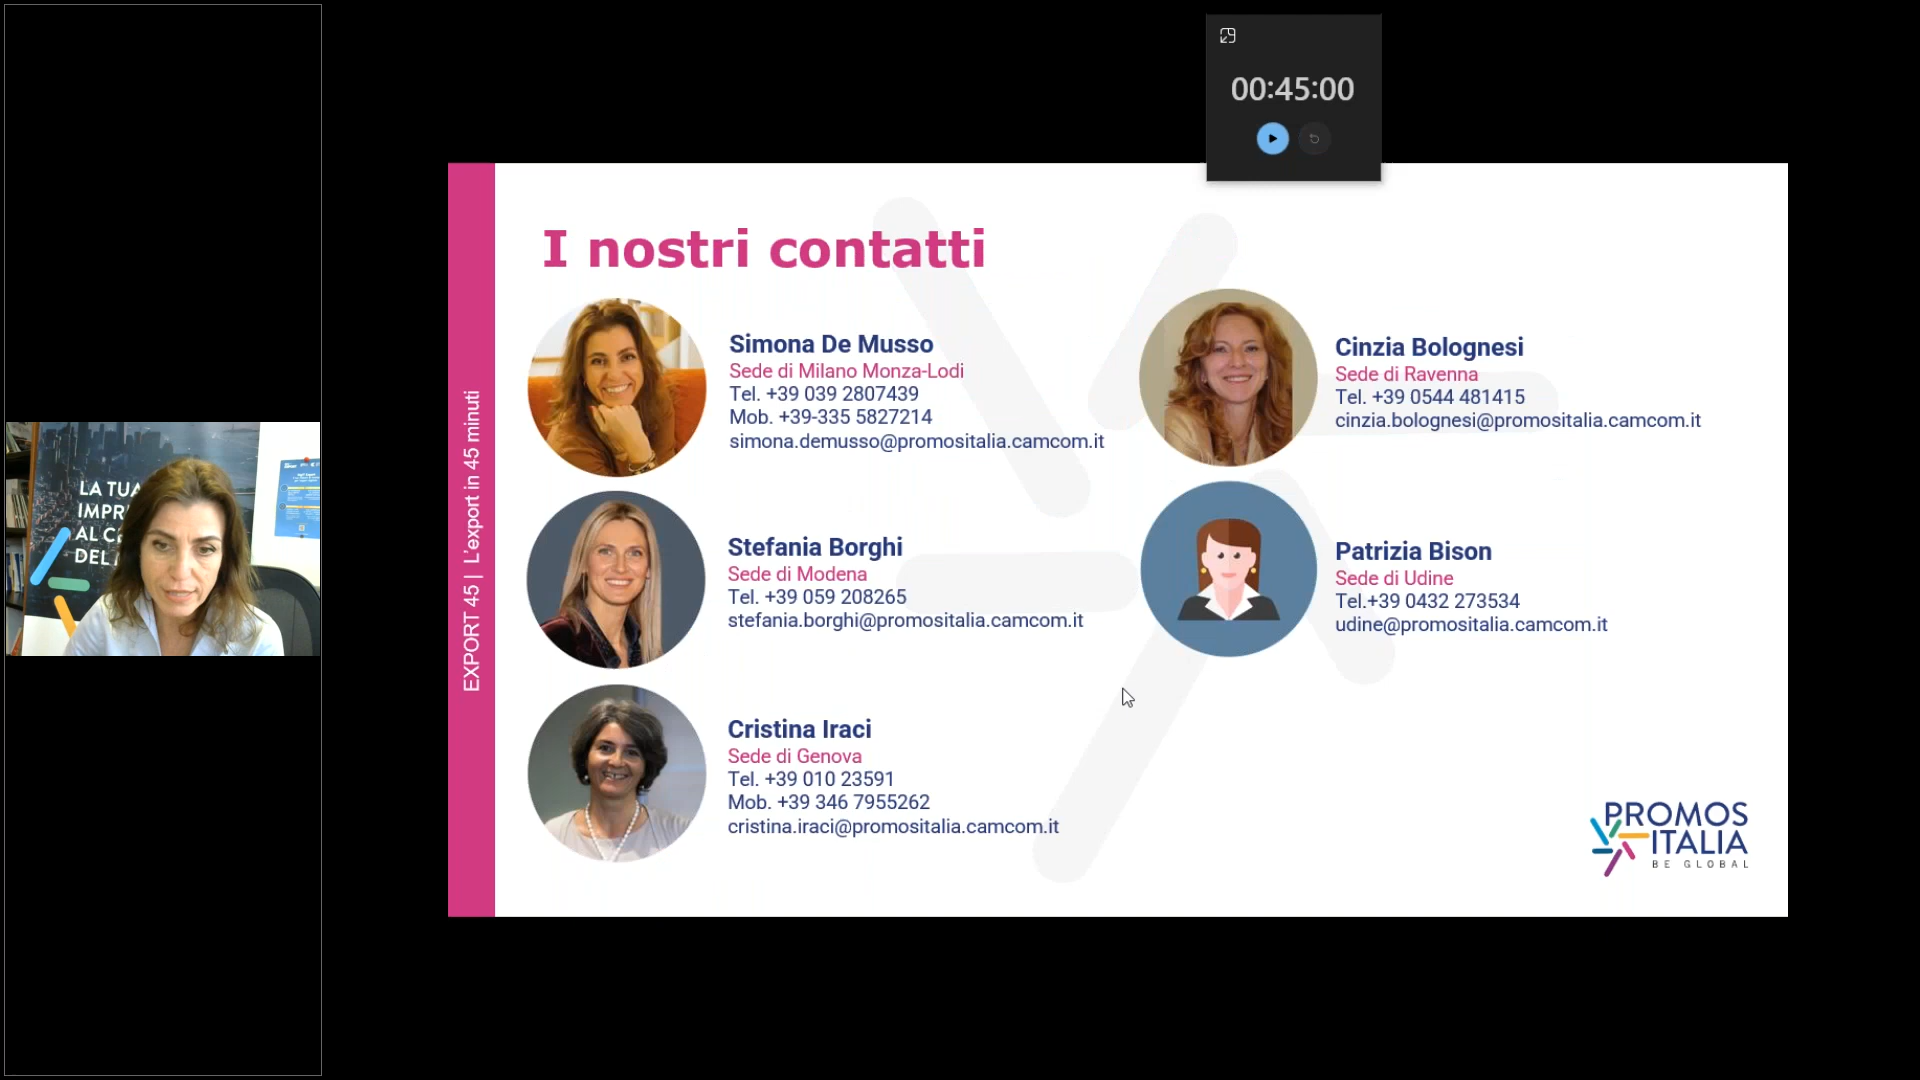 00:45:00
LA TUA
IMPR
AL C
DEL
EXPORT 45 | L'export in 45 minuti
I nostri contatti
Simona De Musso
Sede di Milano Monza-Lodi
Tel. +39 039 2807439
Mob. +39-335 5827214
simona.demusso@promositalia.camcom.it
Stefania Borghi
Sede di Modena
Tel. +39 059 208265
stefania.borghi@promositalia.camcom.it
Cristina Iraci
Sede di Genova
Tel. +39 010 23591
Mob. +39 346 7955262
cristina.iraci@promositalia.camcom.it
Cinzia Bolognesi
Sede di Ravenna
Tel. +39 0544 481415
cinzia.bolognesi@promositalia.camcom.it
Patrizia Bison
Sede di Udine
Tel.+39 0432 273534
udine@promositalia.camcom.it
PROMOS
ITALIA
BE GLOBAL